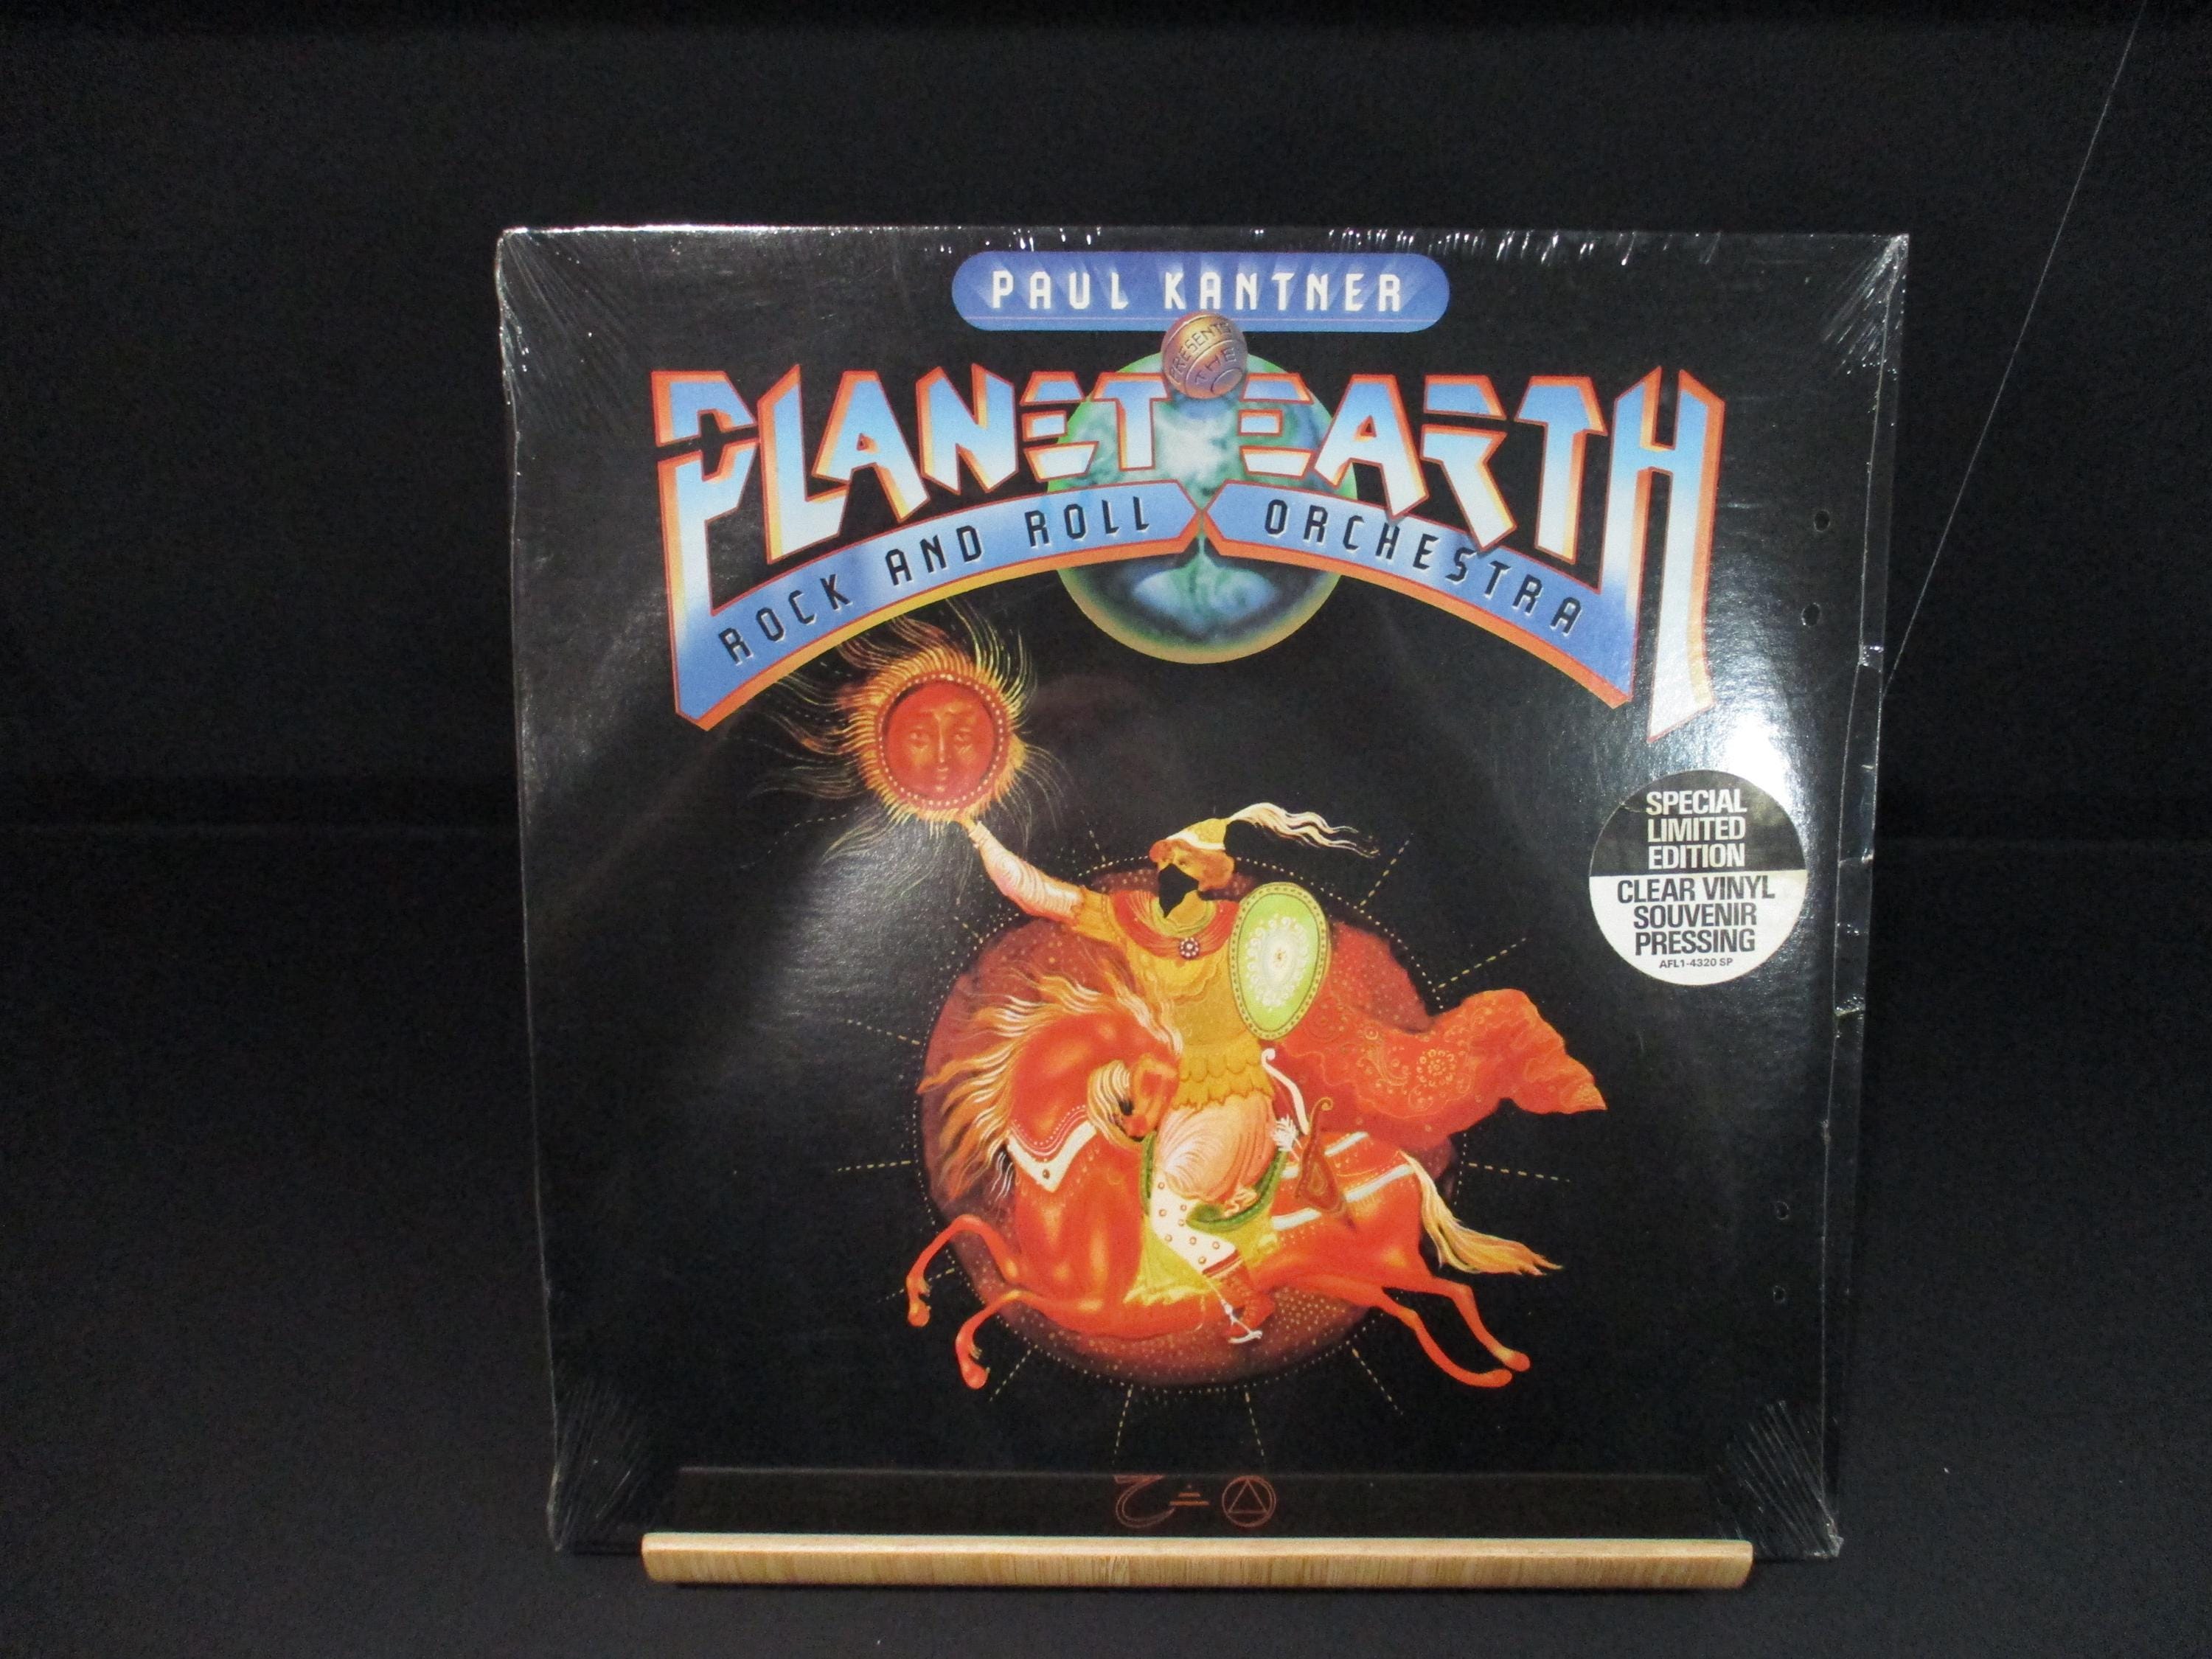 PAUL KANTNER
PRESENTS
THE
PLANET EARTH
ROCK AND ROLL ORCHESTRA
SPECIAL
LIMITED
EDITION
CLEAR VINYL
SOUVENIR
PRESSING
AFL1-4320 SP